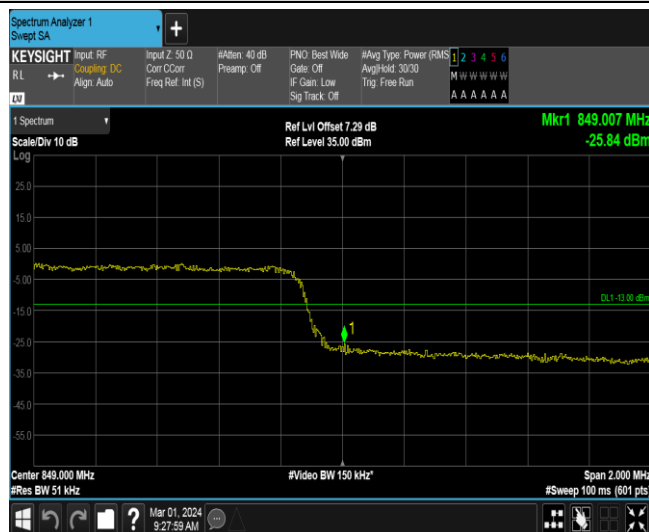 Spectrum Analyzer 1
Swept SA
+
KEYSIGHT
RL
LXI
Input: RF
Coupling: DC
Align: Auto
Input Z: 50 Ω
Corr CCorr
Freq Ref: Int (S)
#Atten: 40 dB
Preamp: Off
PNO: Best Wide
Gate: Off
IF Gain: Low
Sig Track: Off
#Avg Type: Power (RMS
Avg|Hold: 30/30
Trig: Free Run
1 2 3 4 5 6
M W W W W W
A A A A A A
1 Spectrum
Scale/Div 10 dB
Log
Ref Lvl Offset 7.29 dB
Ref Level 35.00 dBm
Mkr1 849.007 MHz
-25.84 dBm
25.0
15.0
5.00
-5.00
-15.0
-25.0
-35.0
-45.0
-55.0
DL1 -13.00 dBm
1
Center 849.000 MHz
#Res BW 51 kHz
#Video BW 150 kHz*
Span 2.000 MHz
#Sweep 100 ms (601 pts)
?
Mar 01, 2024
9:27:59 AM